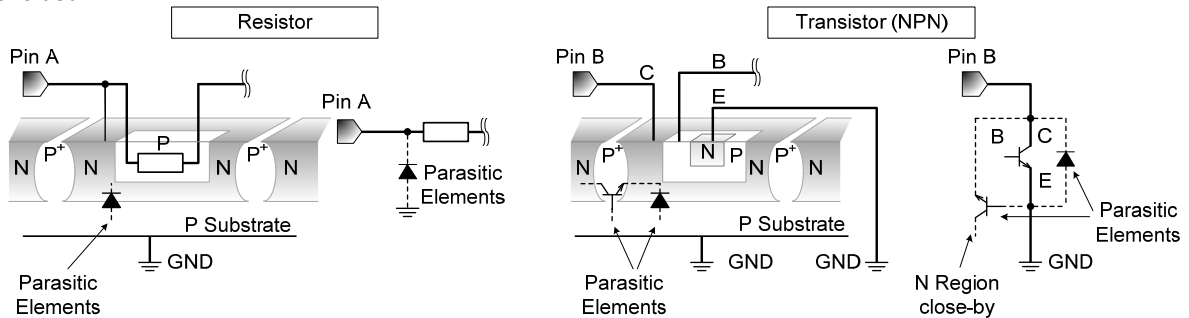 Resistor
Transistor (NPN)
Pin A
Pin B
C
B
E
Pin B
Pin A
N
P+
N
P
P+
N
Parasitic
Elements
N
P+
N
N
P
P+
N
B
C
E
P Substrate
GND
Parasitic
Elements
P Substrate
GND
GND
Parasitic
Elements
Parasitic
Elements
GND
N Region
close-by